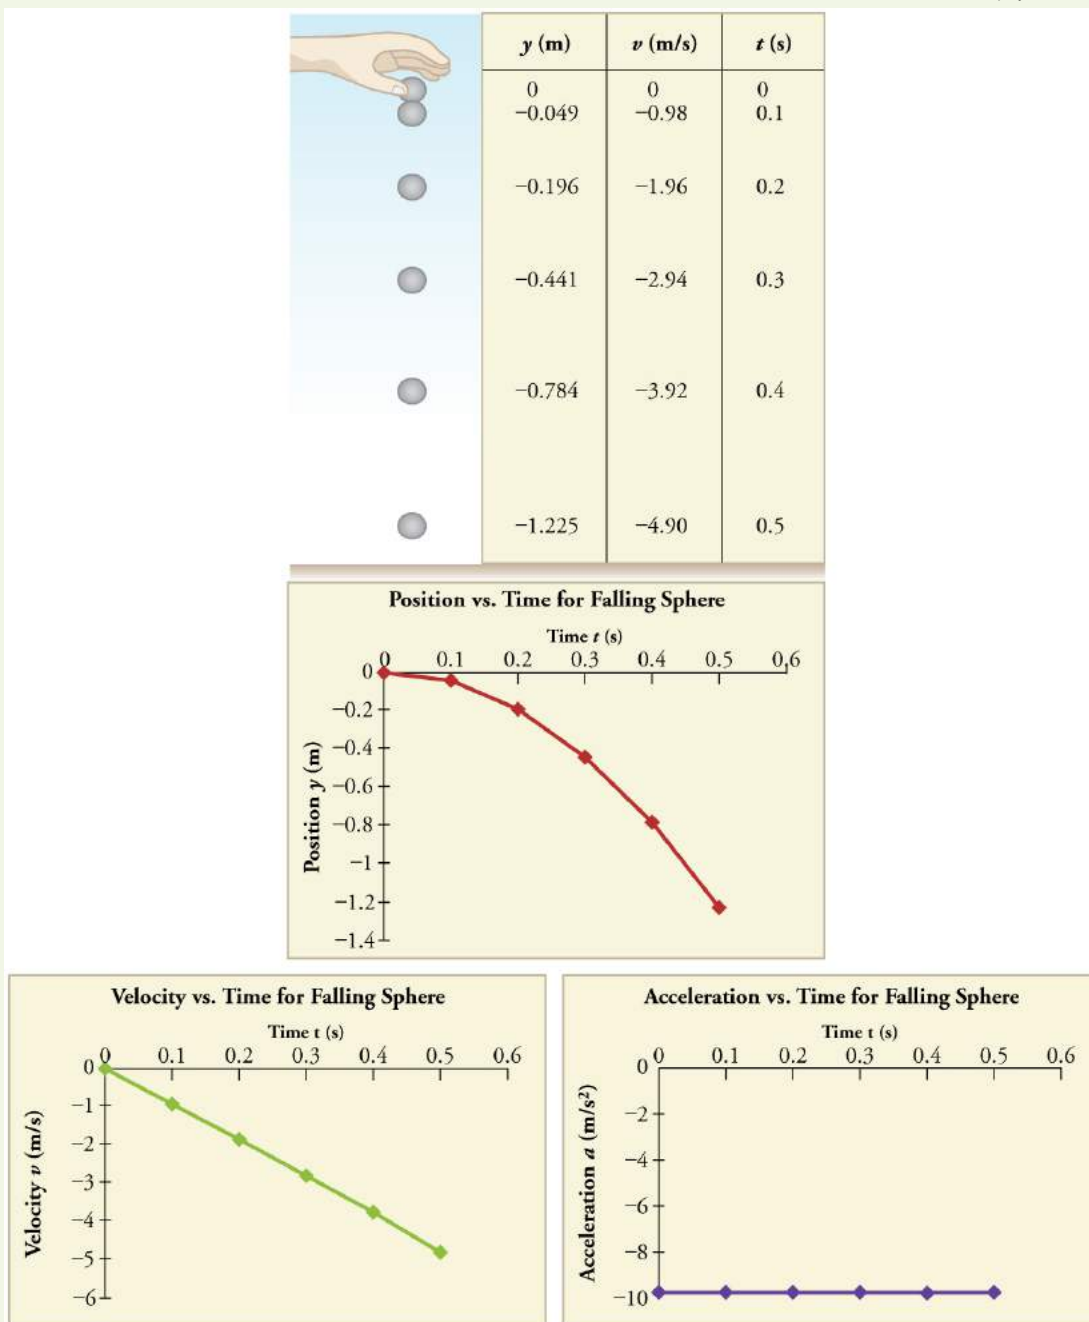 y (m) v (m/s) t (s)
0 0 0
−0.049 −0.98 0.1
−0.196 −1.96 0.2
−0.441 −2.94 0.3
−0.784 −3.92 0.4
−1.225 −4.90 0.5
Position vs. Time for Falling Sphere
Time t (s)
0 0.1 0.2 0.3 0.4 0.5 0.6
0
−0.2
−0.4
−0.6
−0.8
−1
−1.2
−1.4
Position y (m)
Velocity vs. Time for Falling Sphere
Time t (s)
0 0.1 0.2 0.3 0.4 0.5 0.6
0
−1
−2
−3
−4
−5
−6
Velocity v (m/s)
Acceleration vs. Time for Falling Sphere
Time t (s)
0 0.1 0.2 0.3 0.4 0.5 0.6
0
−2
−4
−6
−8
−10
Acceleration a (m/s²)